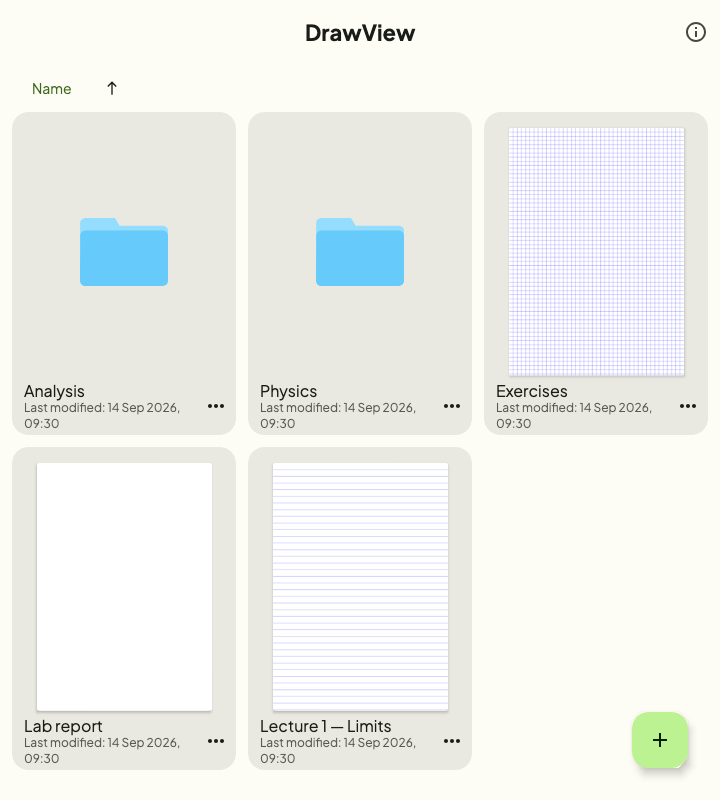 DrawView
Name
Analysis
Last modified: 14 Sep 2026,
09:30
Physics
Last modified: 14 Sep 2026,
09:30
Exercises
Last modified: 14 Sep 2026,
09:30
Lab report
Last modified: 14 Sep 2026,
09:30
Lecture 1 — Limits
Last modified: 14 Sep 2026,
09:30